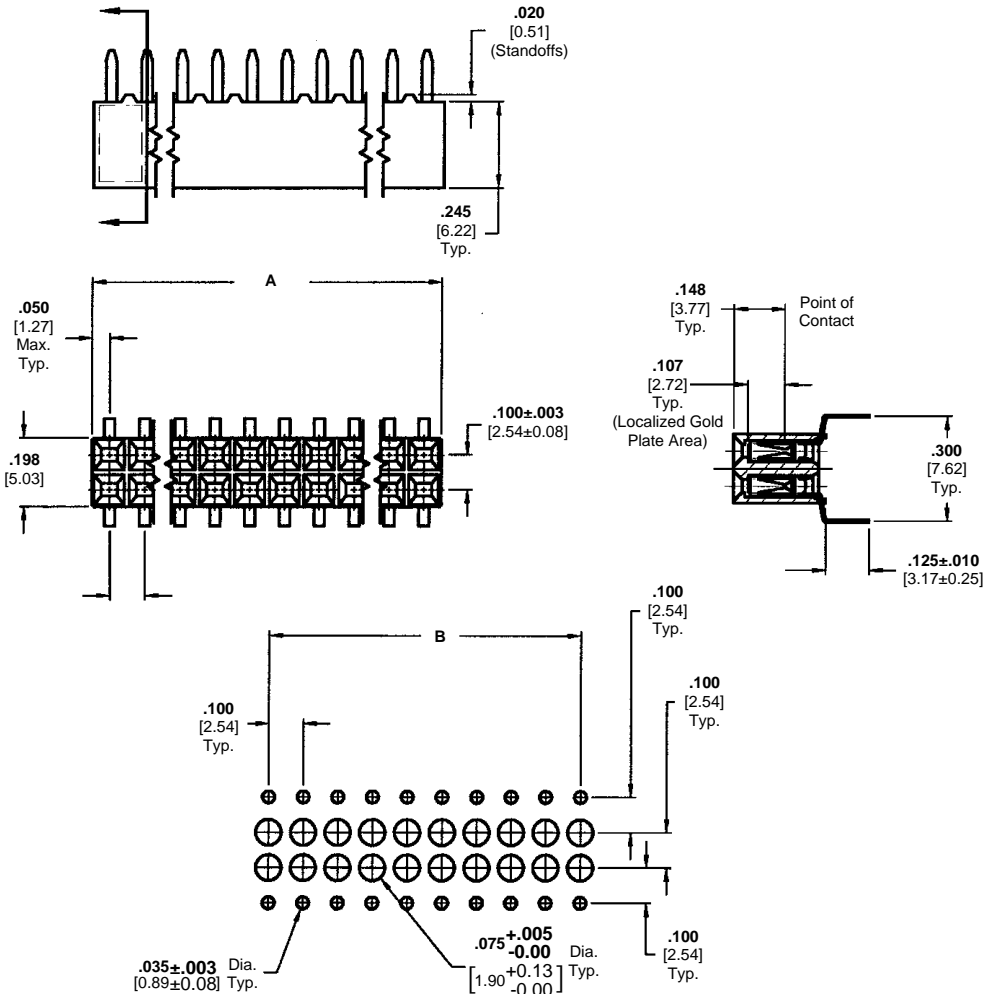 .020
[0.51]
(Standoffs)
.245
[6.22]
Typ.
A
.050
[1.27]
Max.
Typ.
.100±.003
[2.54±0.08]
.198
[5.03]
.148
[3.77]
Typ.
Point of
Contact
.107
[2.72]
Typ.
(Localized Gold
Plate Area)
.300
[7.62]
Typ.
.125±.010
[3.17±0.25]
B
.100
[2.54]
Typ.
.100
[2.54]
Typ.
.100
[2.54]
Typ.
.035±.003 Dia.
[0.89±0.08] Typ.
.075 +.005 -0.00 Dia.
[1.90 +0.13 -0.00] Typ.
.100
[2.54]
Typ.